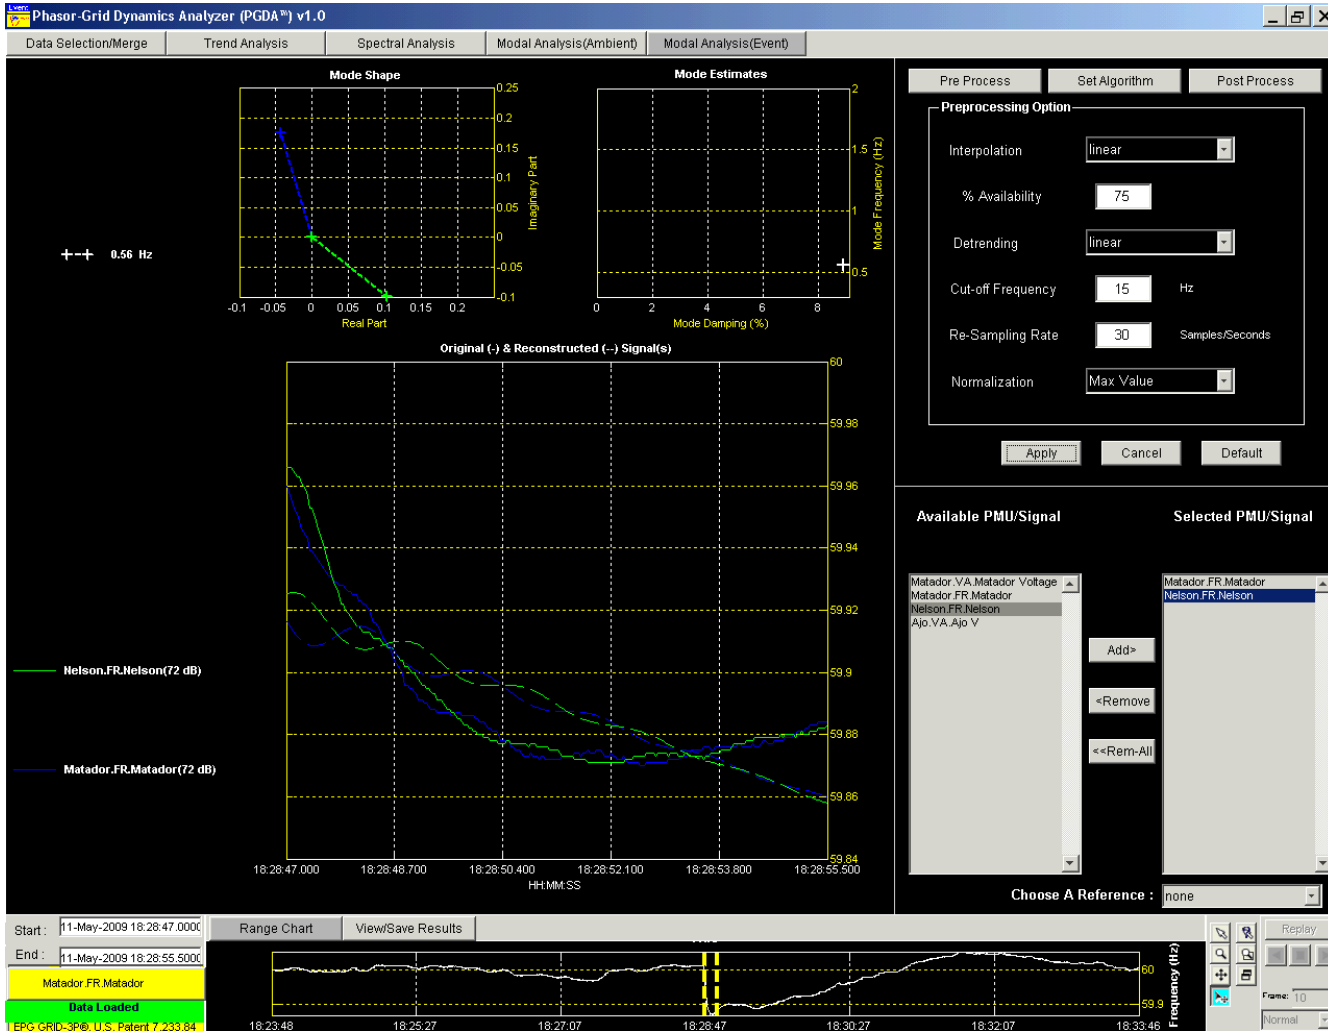 Event
Phasor-Grid Dynamics Analyzer (PGDA™) v1.0
Data Selection/Merge Trend Analysis Spectral Analysis Modal Analysis(Ambient) Modal Analysis(Event)
Mode Shape
0.25
0.2
0.15
0.1
0.05
0
-0.05
-0.1
Imaginary Part
-0.1 -0.05 0 0.05 0.1 0.15 0.2
Real Part
0.56 Hz
Mode Estimates
2
1.5
1
0.5
Mode Frequency (Hz)
0 2 4 6 8
Mode Damping (%)
Original (-) & Reconstructed (--) Signal(s)
60
59.98
59.96
59.94
59.92
59.9
59.88
59.86
59.84
Nelson.FR.Nelson(72 dB)
Matador.FR.Matador(72 dB)
18:28:47.000 18:28:48.700 18:28:50.400 18:28:52.100 18:28:53.800 18:28:55.500
HH:MM:SS
Pre Process Set Algorithm Post Process
Preprocessing Option
Interpolation linear
% Availability 75
Detrending linear
Cut-off Frequency 15 Hz
Re-Sampling Rate 30 Samples/Seconds
Normalization Max Value
Apply Cancel Default
Available PMU/Signal Selected PMU/Signal
Matador.VA.Matador Voltage
Matador.FR.Matador
Nelson.FR.Nelson
Ajo.VA.Ajo V
Add>
<Remove
<<Rem-All
Matador.FR.Matador
Nelson.FR.Nelson
Choose A Reference : none
Start : 11-May-2009 18:28:47.000
End : 11-May-2009 18:28:55.500
Matador.FR.Matador
Data Loaded
EPG GRID-3P®, U.S. Patent 7,233,84
Range Chart View/Save Results
60
59.9
Frequency (Hz)
18:23:48 18:25:27 18:27:07 18:28:47 18:30:27 18:32:07 18:33:46
Replay
Frame: 10
Normal